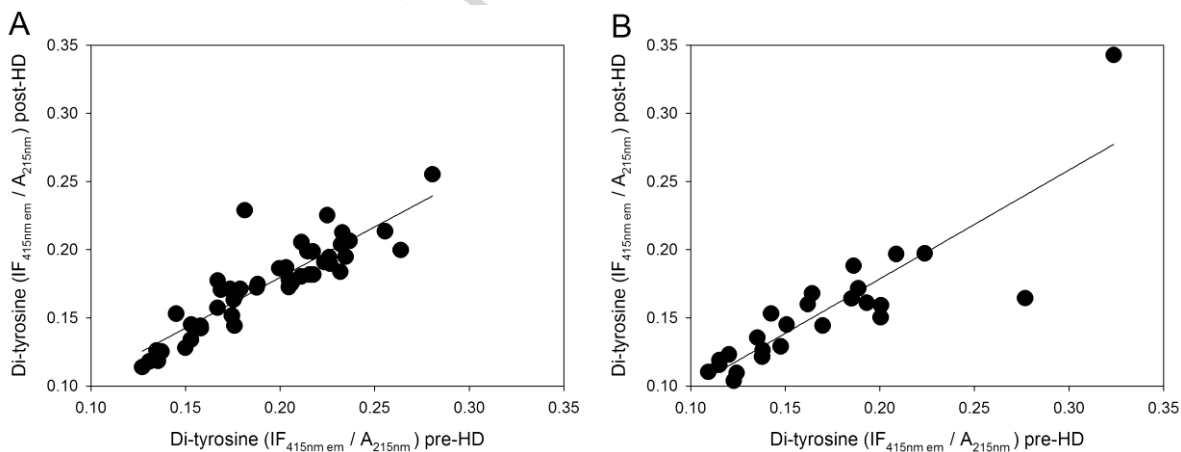 A
B
Di-tyrosine (IF415nm em / A215nm) post-HD
0.35
0.30
0.25
0.20
0.15
0.10
0.10 0.15 0.20 0.25 0.30 0.35
Di-tyrosine (IF415nm em / A215nm) pre-HD
Di-tyrosine (IF415nm em / A215nm) post-HD
0.35
0.30
0.25
0.20
0.15
0.10
0.10 0.15 0.20 0.25 0.30 0.35
Di-tyrosine (IF415nm em / A215nm) pre-HD